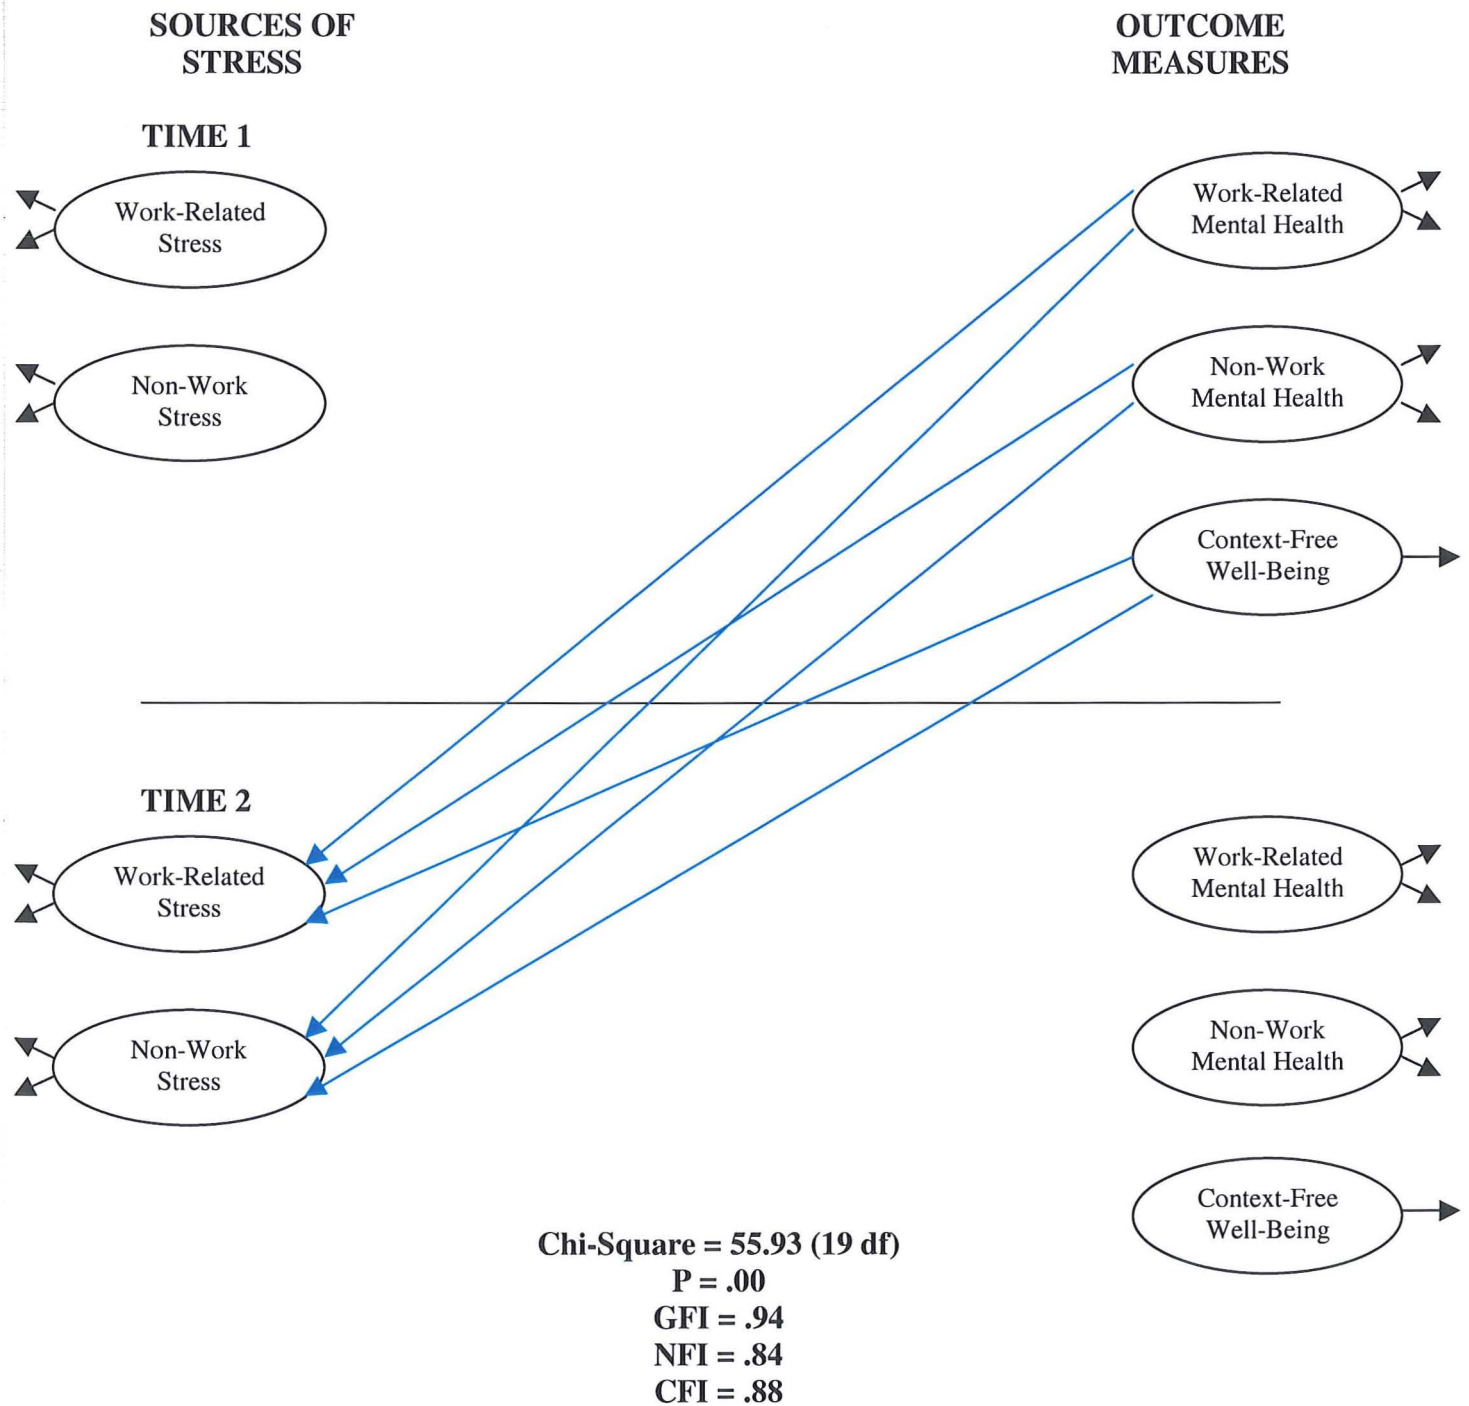 SOURCES OF
STRESS
OUTCOME
MEASURES
TIME 1
Work-Related
Stress
Non-Work
Stress
Work-Related
Mental Health
Non-Work
Mental Health
Context-Free
Well-Being
TIME 2
Work-Related
Stress
Non-Work
Stress
Work-Related
Mental Health
Non-Work
Mental Health
Context-Free
Well-Being
Chi-Square = 55.93 (19 df)
P = .00
GFI = .94
NFI = .84
CFI = .88